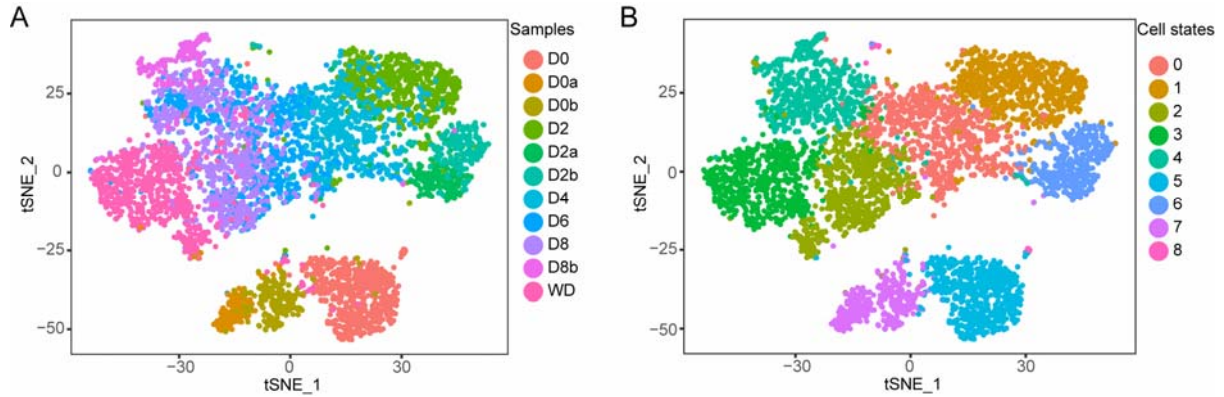 A
Samples
D0
D0a
D0b
D2
D2a
D2b
D4
D6
D8
D8b
WD
tSNE_2
25
0
−25
−50
−30
0
30
tSNE_1
B
Cell states
0
1
2
3
4
5
6
7
8
tSNE_2
25
0
−25
−50
−30
0
30
tSNE_1